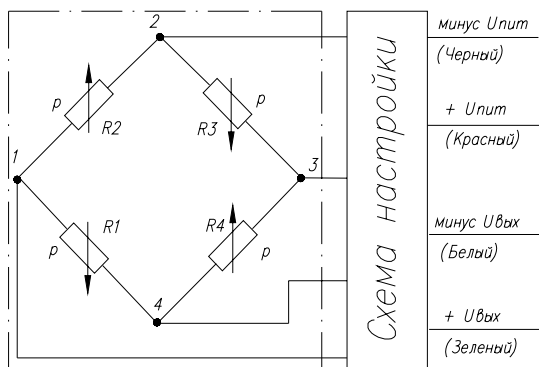 2
минус Uпит
(Черный)
p
R2
R3
p
+ Uпит
(Красный)
1
3
Схема настройки
R1
R4
p
p
минус Uвых
(Белый)
4
+ Uвых
(Зеленый)